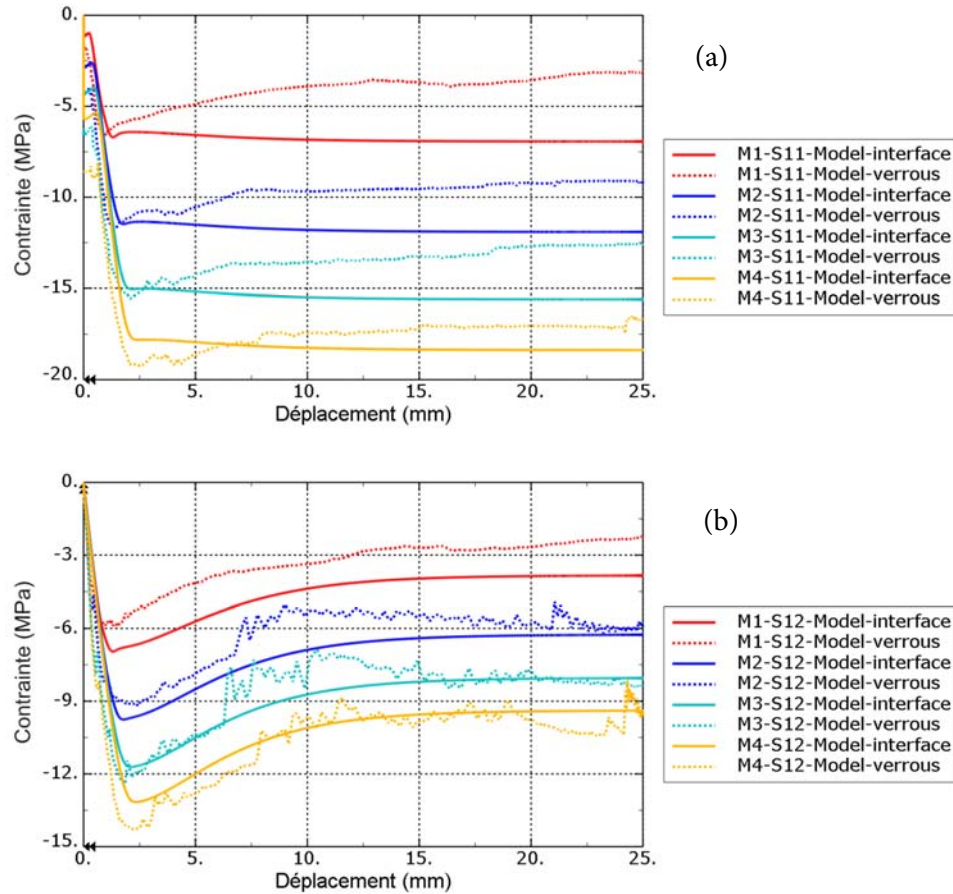 0.
-5.
-10.
-15.
-20.
Contrainte (MPa)
0. 5. 10. 15. 20. 25.
Déplacement (mm)
(a)
M1-S11-Model-interface
M1-S11-Model-verrous
M2-S11-Model-interface
M2-S11-Model-verrous
M3-S11-Model-interface
M3-S11-Model-verrous
M4-S11-Model-interface
M4-S11-Model-verrous
0.
-3.
-6.
-9.
-12.
-15.
Contrainte (MPa)
0. 5. 10. 15. 20. 25.
Déplacement (mm)
(b)
M1-S12-Model-interface
M1-S12-Model-verrous
M2-S12-Model-interface
M2-S12-Model-verrous
M3-S12-Model-interface
M3-S12-Model-verrous
M4-S12-Model-interface
M4-S12-Model-verrous